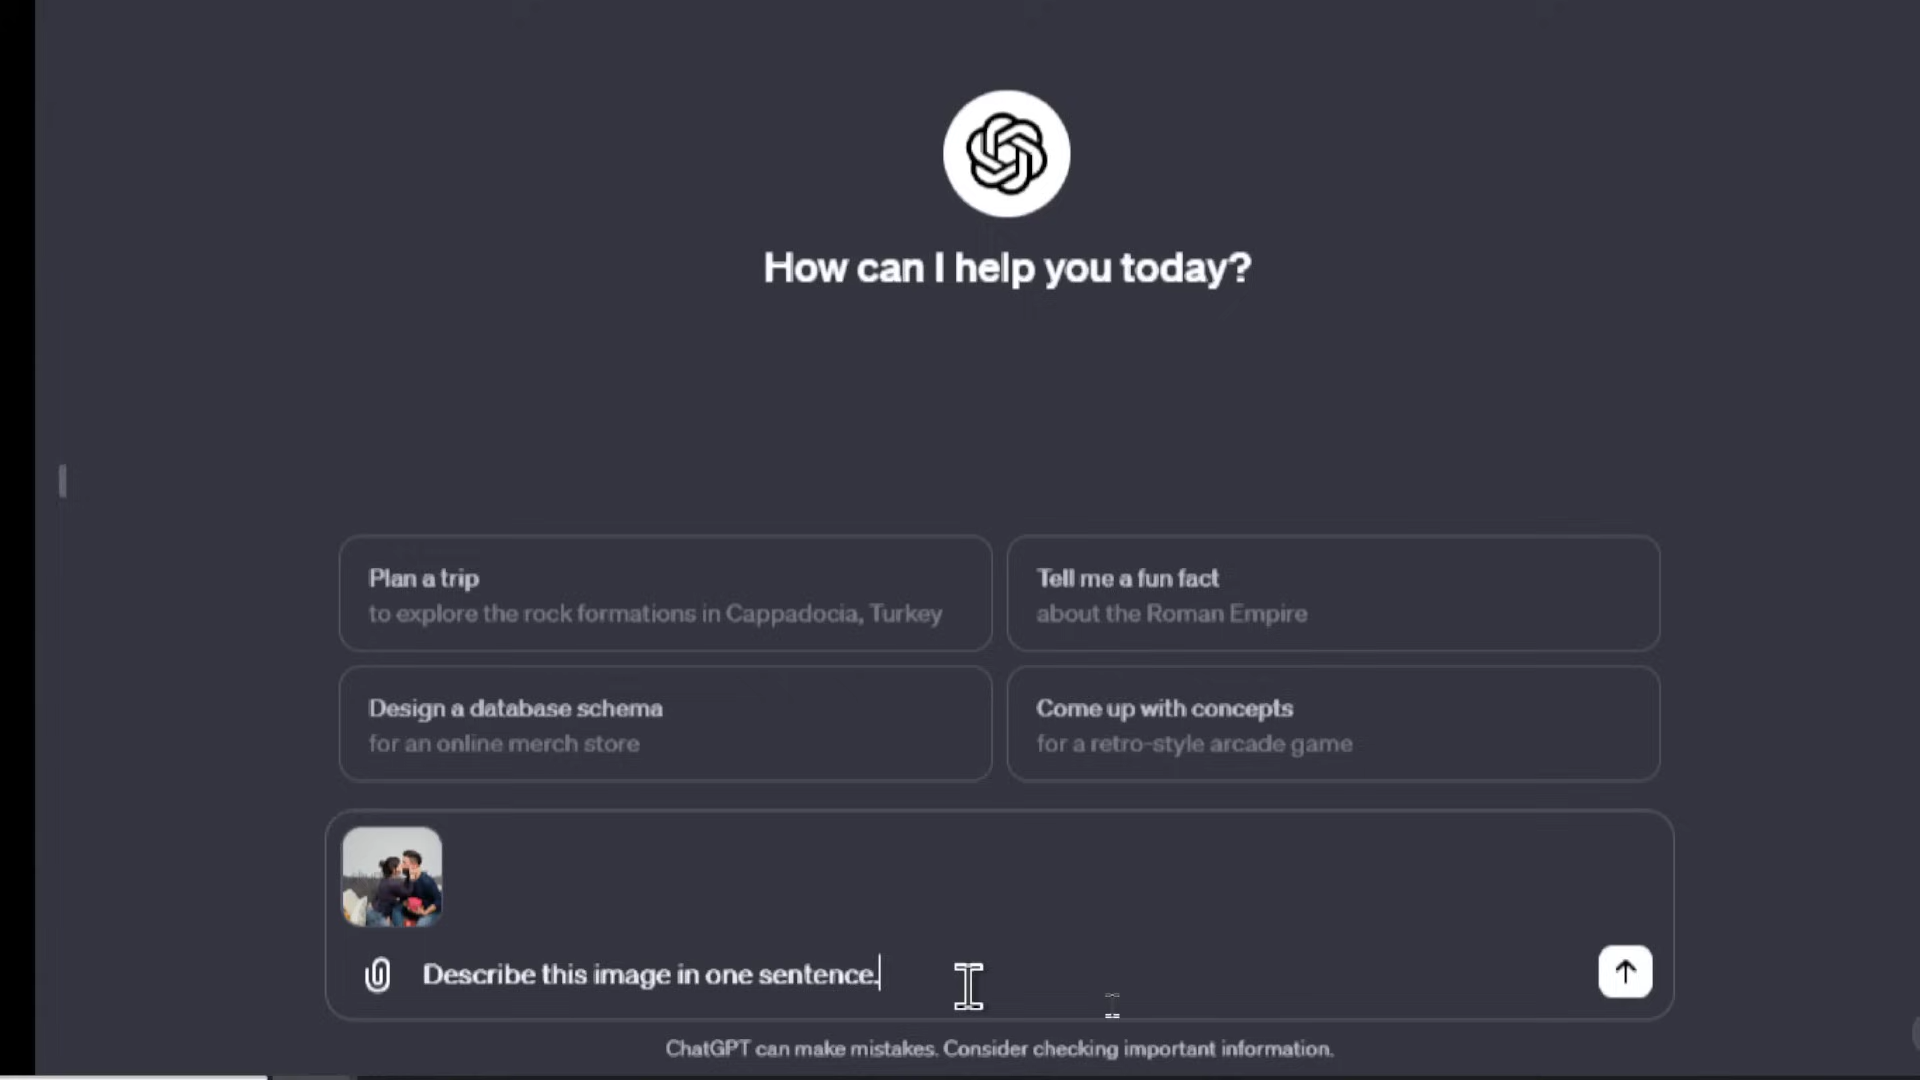 How can I help you today?
Plan a trip
to explore the rock formations in Cappadocia, Turkey
Tell me a fun fact
about the Roman Empire
Design a database schema
for an online merch store
Come up with concepts
for a retro-style arcade game
Describe this image in one sentence.
ChatGPT can make mistakes. Consider checking important information.